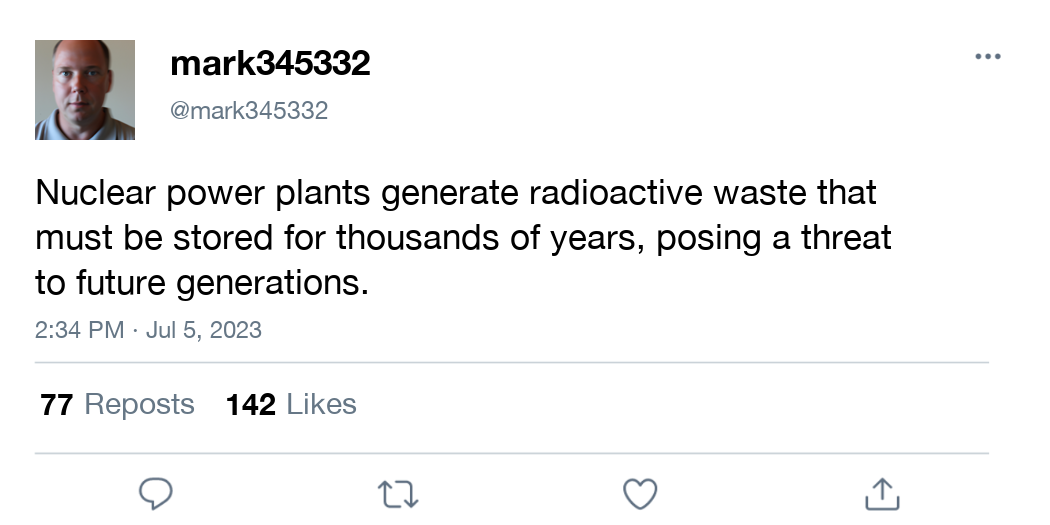 mark345332
@mark345332
Nuclear power plants generate radioactive waste that
must be stored for thousands of years, posing a threat
to future generations.
2:34 PM · Jul 5, 2023
77 Reposts 142 Likes